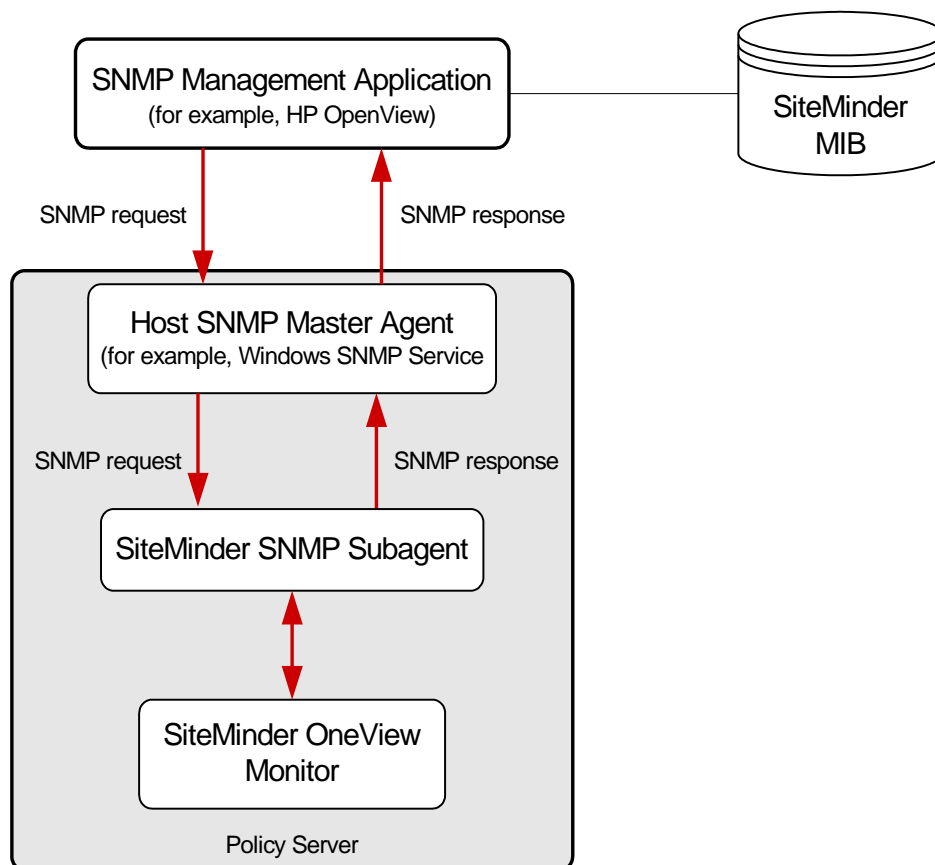 SNMP Management Application
(for example, HP OpenView)
SiteMinder
MIB
SNMP request
SNMP response
Host SNMP Master Agent
(for example, Windows SNMP Service
SNMP request
SNMP response
SiteMinder SNMP Subagent
SiteMinder OneView
Monitor
Policy Server